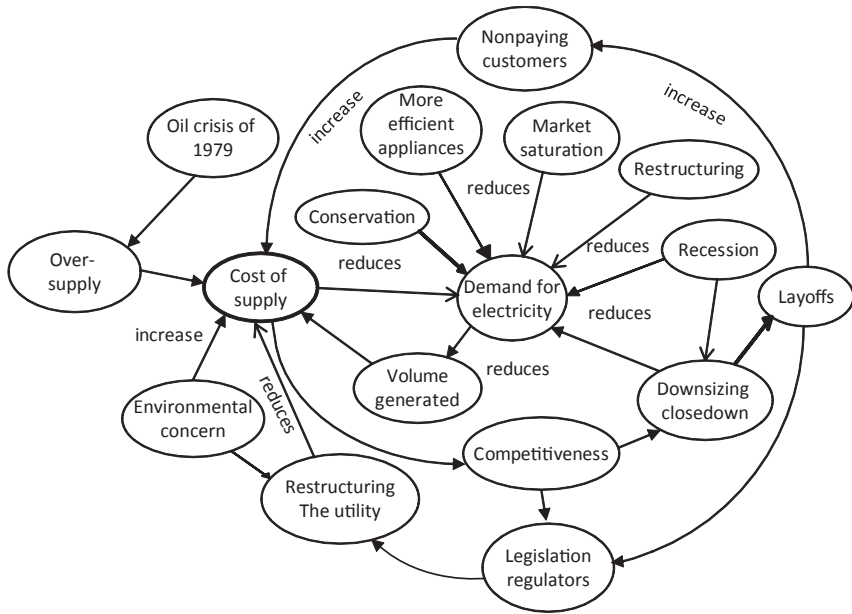 Nonpaying
customers
increase
increase
More
efficient
appliances
Market
saturation
Oil crisis of
1979
reduces
Restructuring
Conservation
reduces
Recession
Over-
supply
Cost of
supply
reduces
Demand for
electricity
Layoffs
reduces
increase
Volume
generated
reduces
Downsizing
closedown
reduces
Environmental
concern
Competitiveness
Restructuring
The utility
Legislation
regulators